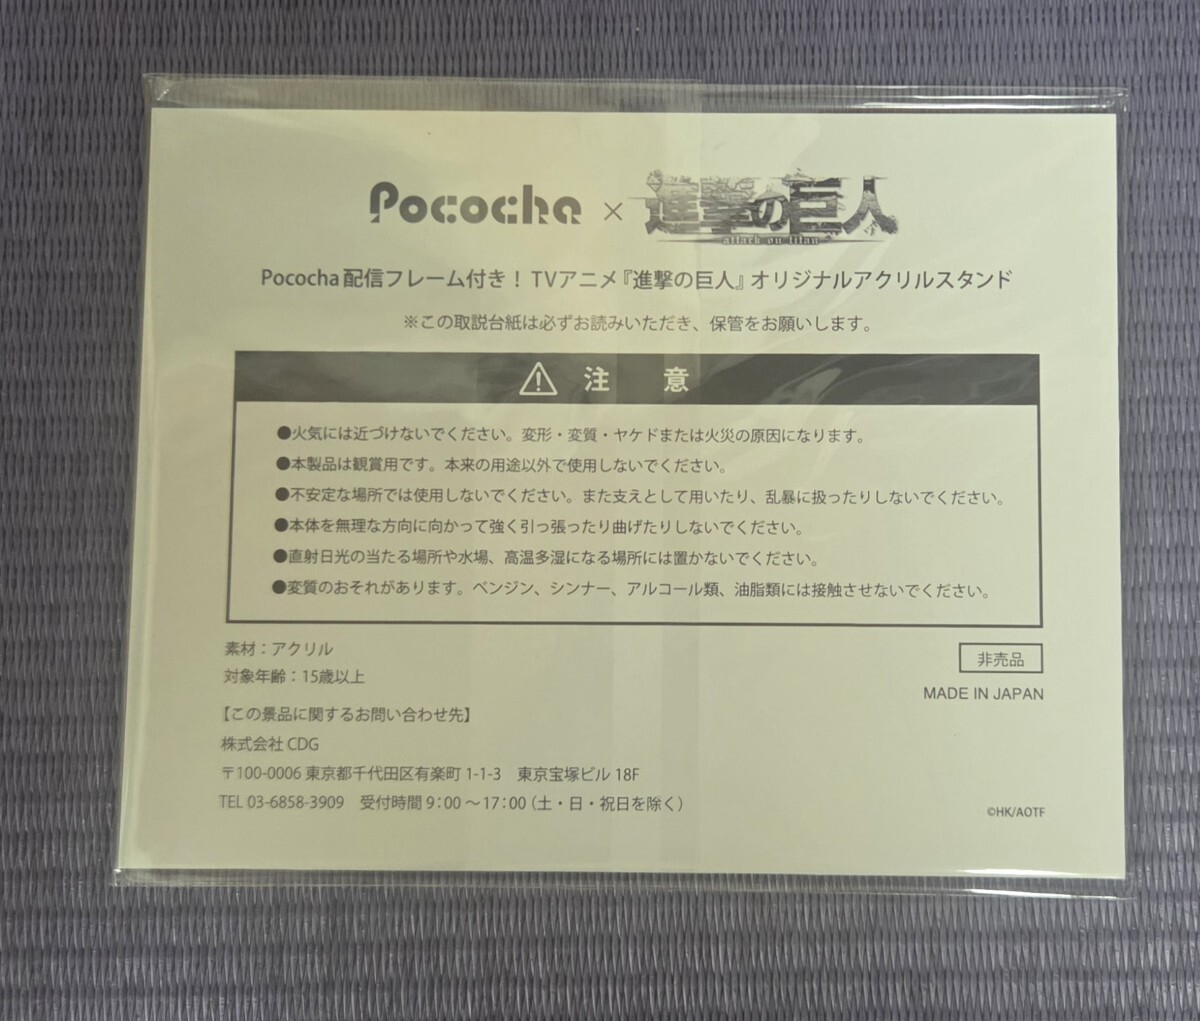 Pococha × 進撃の巨人
attack on titan
Pococha 配信フレーム付き！ TVアニメ『進撃の巨人』オリジナルアクリルスタンド
※この取説台紙は必ずお読みいただき、保管をお願いします。
注 意
●火気には近づけないでください。変形・変質・ヤケドまたは火災の原因になります。
●本製品は観賞用です。本来の用途以外で使用しないでください。
●不安定な場所では使用しないでください。また支えとして用いたり、乱暴に扱ったりしないでください。
●本体を無理な方向に向かって強く引っ張ったり曲げたりしないでください。
●直射日光の当たる場所や水場、高温多湿になる場所には置かないでください。
●変質のおそれがあります。ベンジン、シンナー、アルコール類、油脂類には接触させないでください。
素材：アクリル
対象年齢：15歳以上
非売品
MADE IN JAPAN
【この景品に関するお問い合わせ先】
株式会社 CDG
〒100-0006 東京都千代田区有楽町 1-1-3　東京宝塚ビル 18F
TEL 03-6858-3909　受付時間 9：00 ～ 17：00（土・日・祝日を除く）
©HK/AOTF